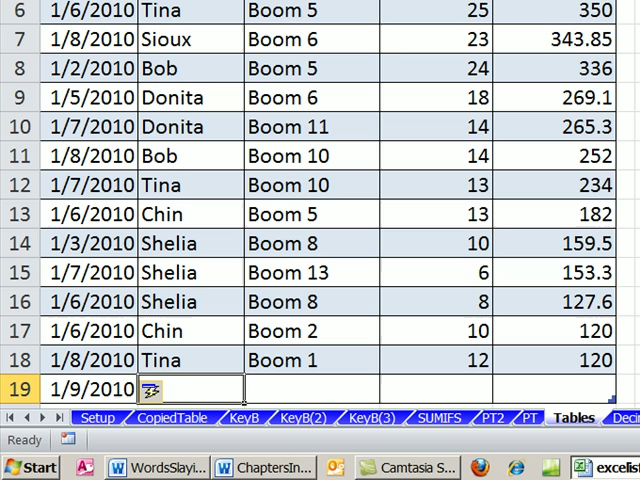 6 1/6/2010 Tina Boom 5 25 350
7 1/8/2010 Sioux Boom 6 23 343.85
8 1/2/2010 Bob Boom 5 24 336
9 1/5/2010 Donita Boom 6 18 269.1
10 1/7/2010 Donita Boom 11 14 265.3
11 1/8/2010 Bob Boom 10 14 252
12 1/7/2010 Tina Boom 10 13 234
13 1/6/2010 Chin Boom 5 13 182
14 1/3/2010 Shelia Boom 8 10 159.5
15 1/7/2010 Shelia Boom 13 6 153.3
16 1/6/2010 Shelia Boom 8 8 127.6
17 1/6/2010 Chin Boom 2 10 120
18 1/8/2010 Tina Boom 1 12 120
19 1/9/2010
Setup CopiedTable KeyB KeyB(2) KeyB(3) SUMIFS PT2 PT Tables Deci
Ready
Start WordsSlayi... ChaptersIn... Camtasia S... excelis